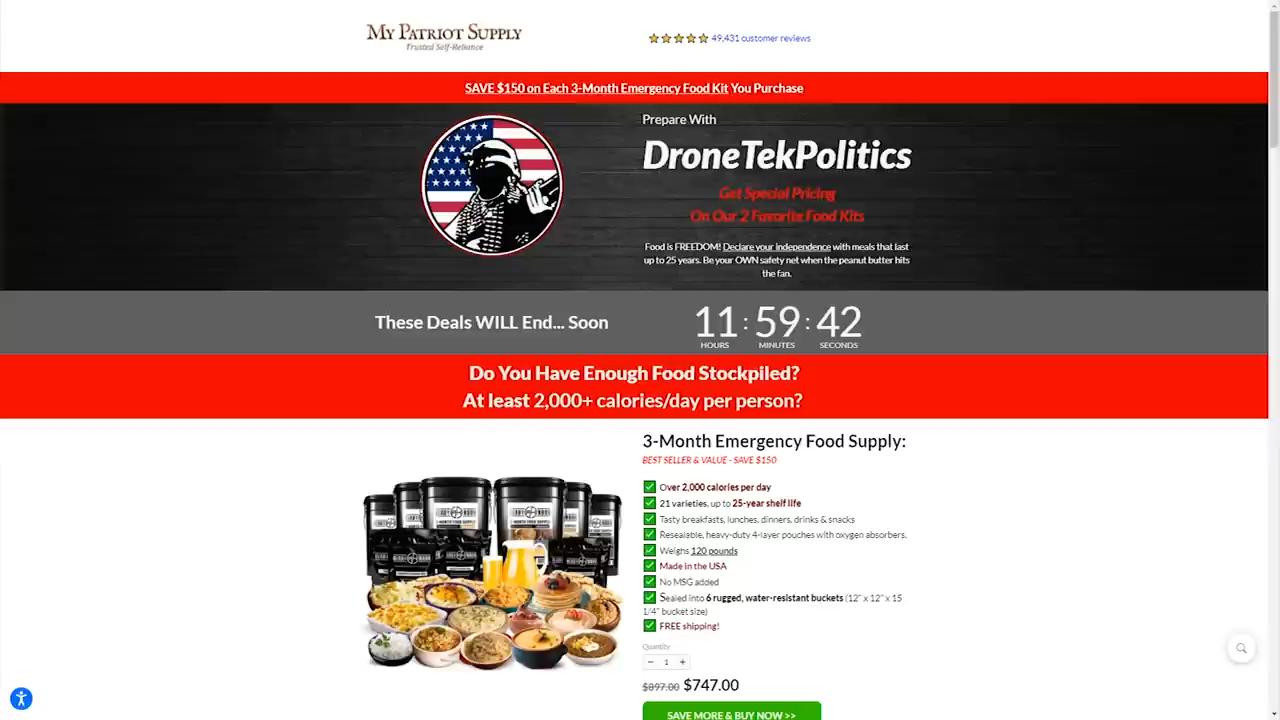 My Patriot Supply
Trusted Self-Reliance
49,431 customer reviews
SAVE $150 on Each 3-Month Emergency Food Kit You Purchase
Prepare With
DroneTekPolitics
Get Special Pricing
On Our 2 Favorite Food Kits
Food is FREEDOM! Declare your independence with meals that last
up to 25 years. Be your OWN safety net when the peanut butter hits
the fan.
These Deals WILL End... Soon
11 : 59 : 42
HOURS MINUTES SECONDS
Do You Have Enough Food Stockpiled?
At least 2,000+ calories/day per person?
3-Month Emergency Food Supply:
BEST SELLER & VALUE - SAVE $150
Over 2,000 calories per day
21 varieties, up to 25-year shelf life
Tasty breakfasts, lunches, dinners, drinks & snacks
Resealable, heavy-duty 4-layer pouches with oxygen absorbers.
Weighs 120 pounds
Made in the USA
No MSG added
Sealed into 6 rugged, water-resistant buckets (12" x 12" x 15
1/4" bucket size)
FREE shipping!
Quantity
− 1 +
$897.00 $747.00
SAVE MORE & BUY NOW >>